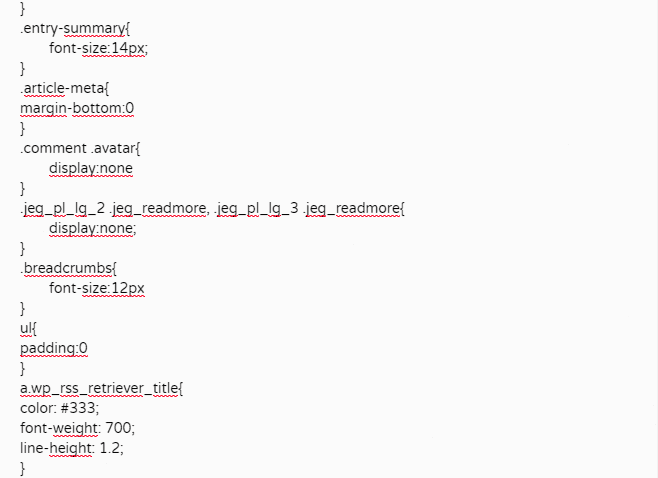 }
.entry-summary{
font-size:14px;
}
.article-meta{
margin-bottom:0
}
.comment .avatar{
display:none
}
.jeg_pl_lg_2 .jeg_readmore, .jeg_pl_lg_3 .jeg_readmore{
display:none;
}
.breadcrumbs{
font-size:12px
}
ul{
padding:0
}
a.wp_rss_retriever_title{
color: #333;
font-weight: 700;
line-height: 1.2;
}